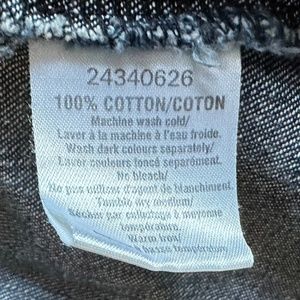 24340626
100% COTTON/COTON
Machine wash cold/
Laver à la machine à l'eau froide.
Wash dark colours separately/
Laver couleurs foncé séparément.
No bleach/
Ne pas utiliser d'agent de blanchiment.
Tumble dry medium/
Sécher par culbutage à moyenne
température.
Warm iron/
basse température